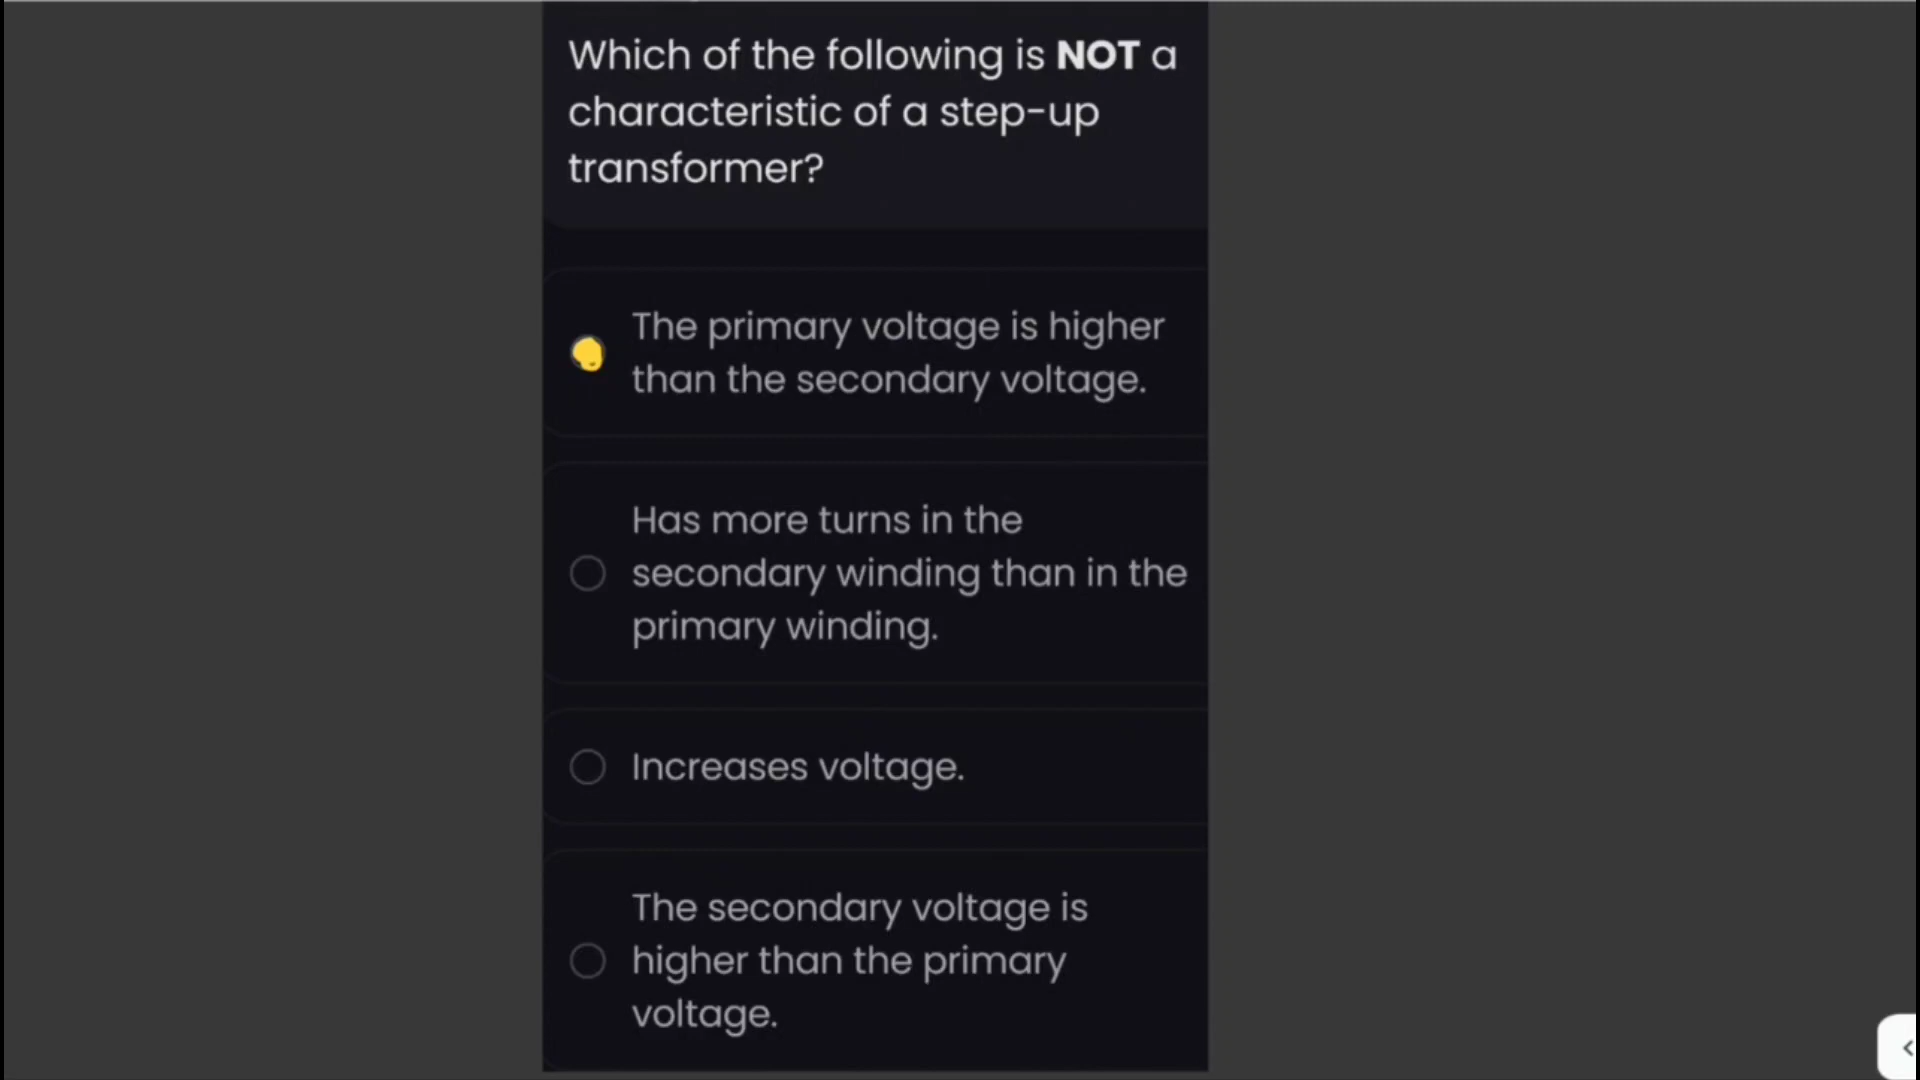 Which of the following is NOT a
characteristic of a step-up
transformer?
The primary voltage is higher
than the secondary voltage.
Has more turns in the
secondary winding than in the
primary winding.
Increases voltage.
The secondary voltage is
higher than the primary
voltage.